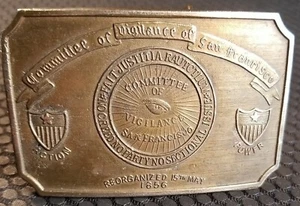 Committee of Vigilance of San Francisco
FIAT JUSTITIA RUAT COELUM
NO CREED NO PARTY NO SECTIONAL ISSUES
COMMITTEE
OF
VIGILANCE
SAN FRANCISCO
ACTION
POWER
REORGANIZED 15TH MAY
1856